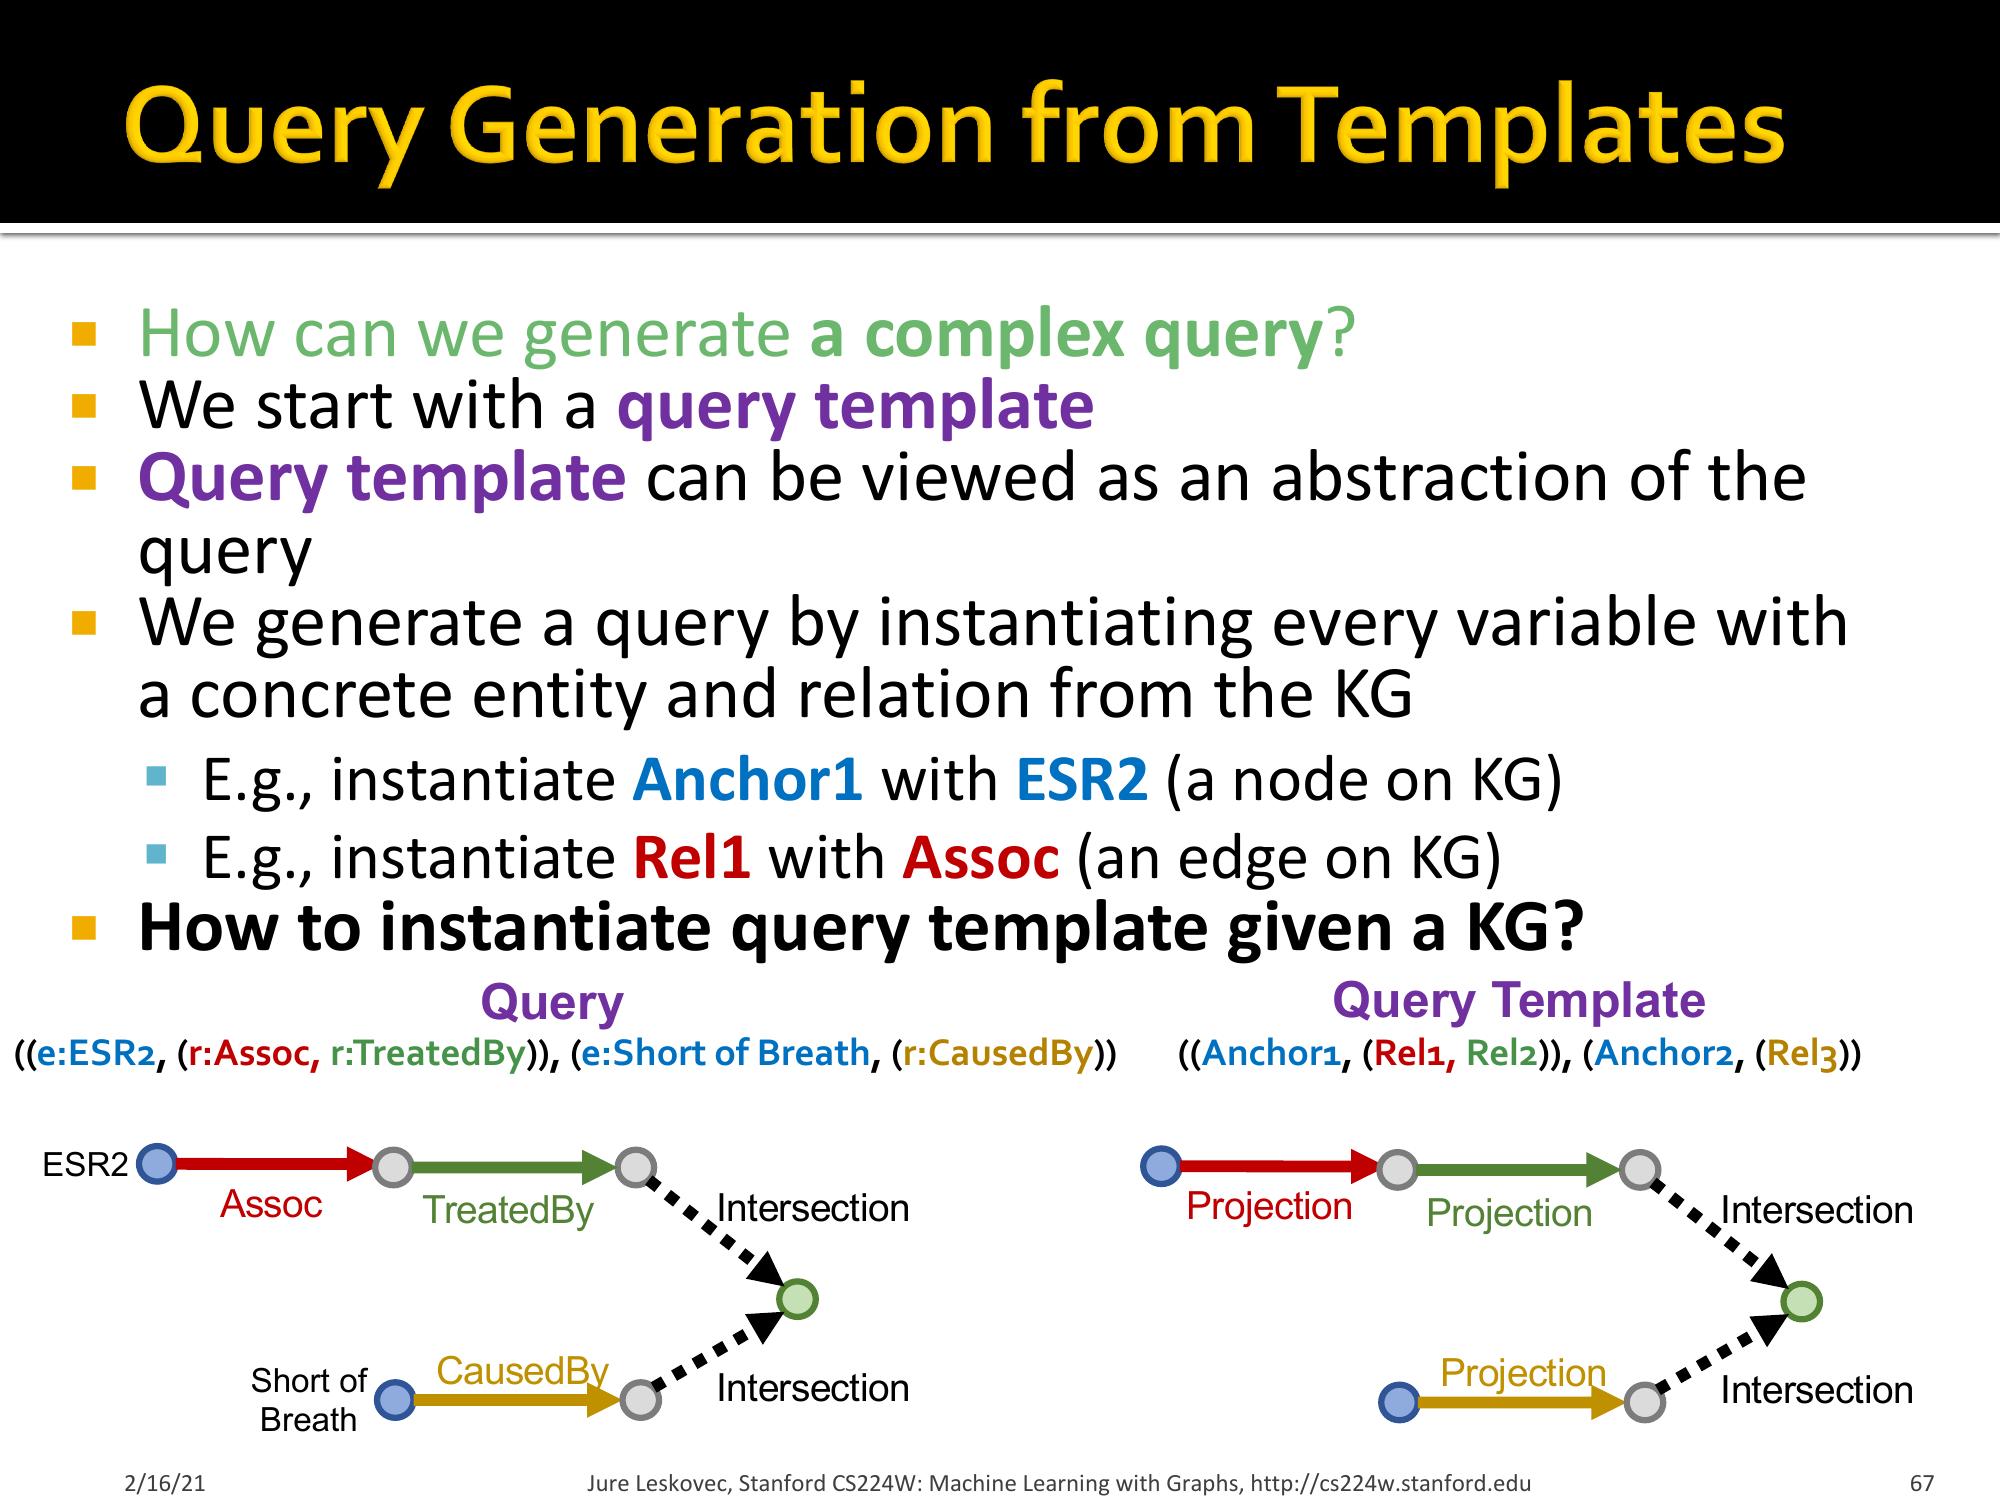 Query Generation from Templates
How can we generate a complex query?
We start with a query template
Query template can be viewed as an abstraction of the
query
We generate a query by instantiating every variable with
a concrete entity and relation from the KG
E.g., instantiate Anchor1 with ESR2 (a node on KG)
E.g., instantiate Rel1 with Assoc (an edge on KG)
How to instantiate query template given a KG?
Query
((e:ESR2, (r:Assoc, r:TreatedBy)), (e:Short of Breath, (r:CausedBy))
ESR2
Assoc
TreatedBy
Intersection
Short of
Breath
CausedBy
Intersection
Query Template
((Anchor1, (Rel1, Rel2)), (Anchor2, (Rel3))
Projection
Projection
Intersection
Projection
Intersection
2/16/21
Jure Leskovec, Stanford CS224W: Machine Learning with Graphs, http://cs224w.stanford.edu
67